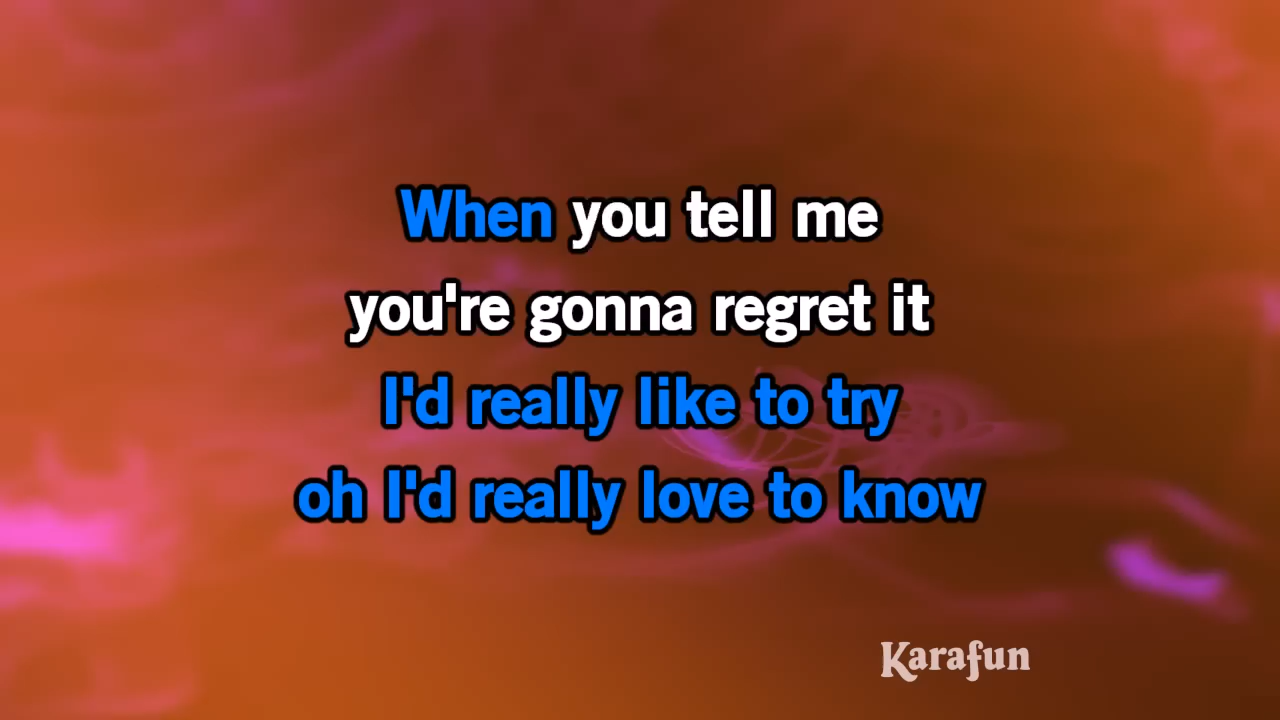 When you tell me
you're gonna regret it
I'd really like to try
oh I'd really love to know
Karafun